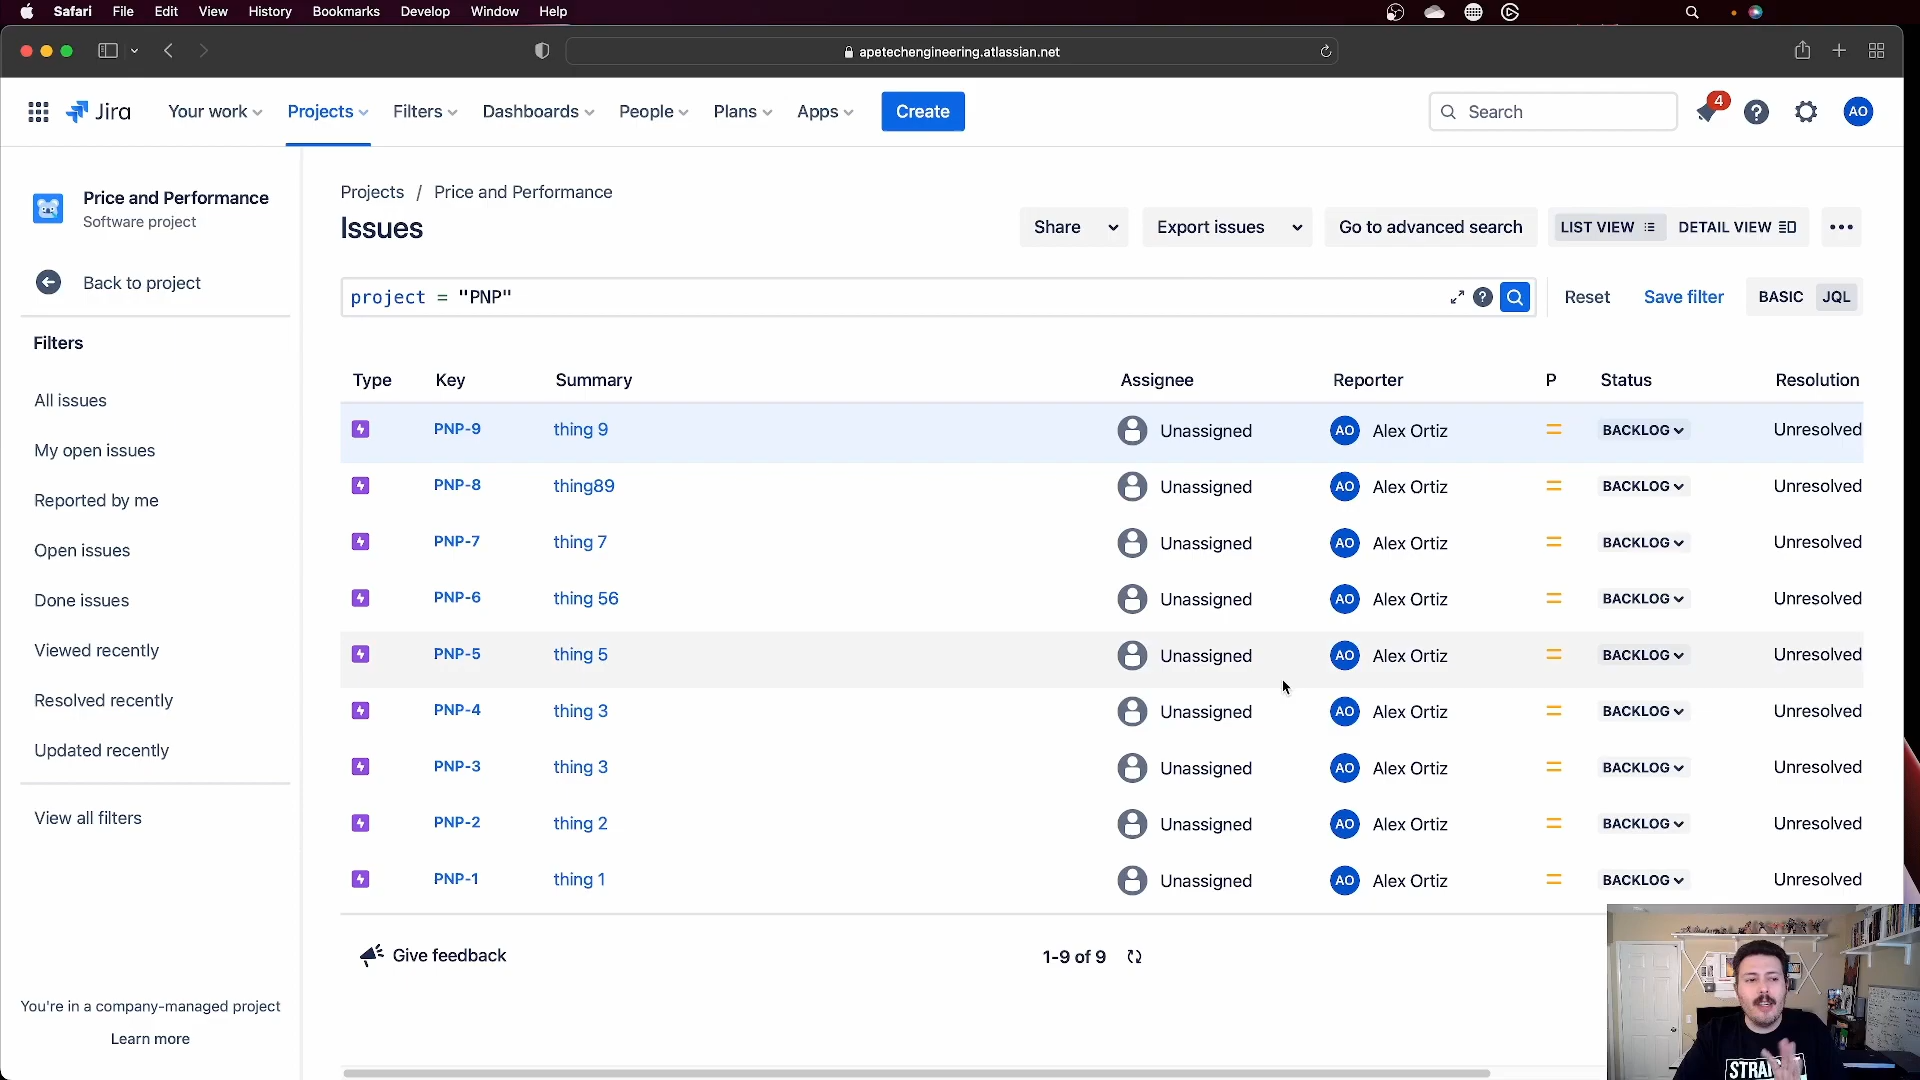 Safari File Edit View History Bookmarks Develop Window Help
apetechengineering.atlassian.net
Jira Your work Projects Filters Dashboards People Plans Apps Create Search 4 AO
Price and Performance
Software project
Back to project
Filters
All issues
My open issues
Reported by me
Open issues
Done issues
Viewed recently
Resolved recently
Updated recently
View all filters
You're in a company-managed project
Learn more
Projects / Price and Performance
Issues
Share Export issues Go to advanced search LIST VIEW DETAIL VIEW
project = "PNP" Reset Save filter BASIC JQL
Type Key Summary Assignee Reporter P Status Resolution
PNP-9 thing 9 Unassigned AO Alex Ortiz BACKLOG Unresolved
PNP-8 thing89 Unassigned AO Alex Ortiz BACKLOG Unresolved
PNP-7 thing 7 Unassigned AO Alex Ortiz BACKLOG Unresolved
PNP-6 thing 56 Unassigned AO Alex Ortiz BACKLOG Unresolved
PNP-5 thing 5 Unassigned AO Alex Ortiz BACKLOG Unresolved
PNP-4 thing 3 Unassigned AO Alex Ortiz BACKLOG Unresolved
PNP-3 thing 3 Unassigned AO Alex Ortiz BACKLOG Unresolved
PNP-2 thing 2 Unassigned AO Alex Ortiz BACKLOG Unresolved
PNP-1 thing 1 Unassigned AO Alex Ortiz BACKLOG Unresolved
Give feedback 1-9 of 9